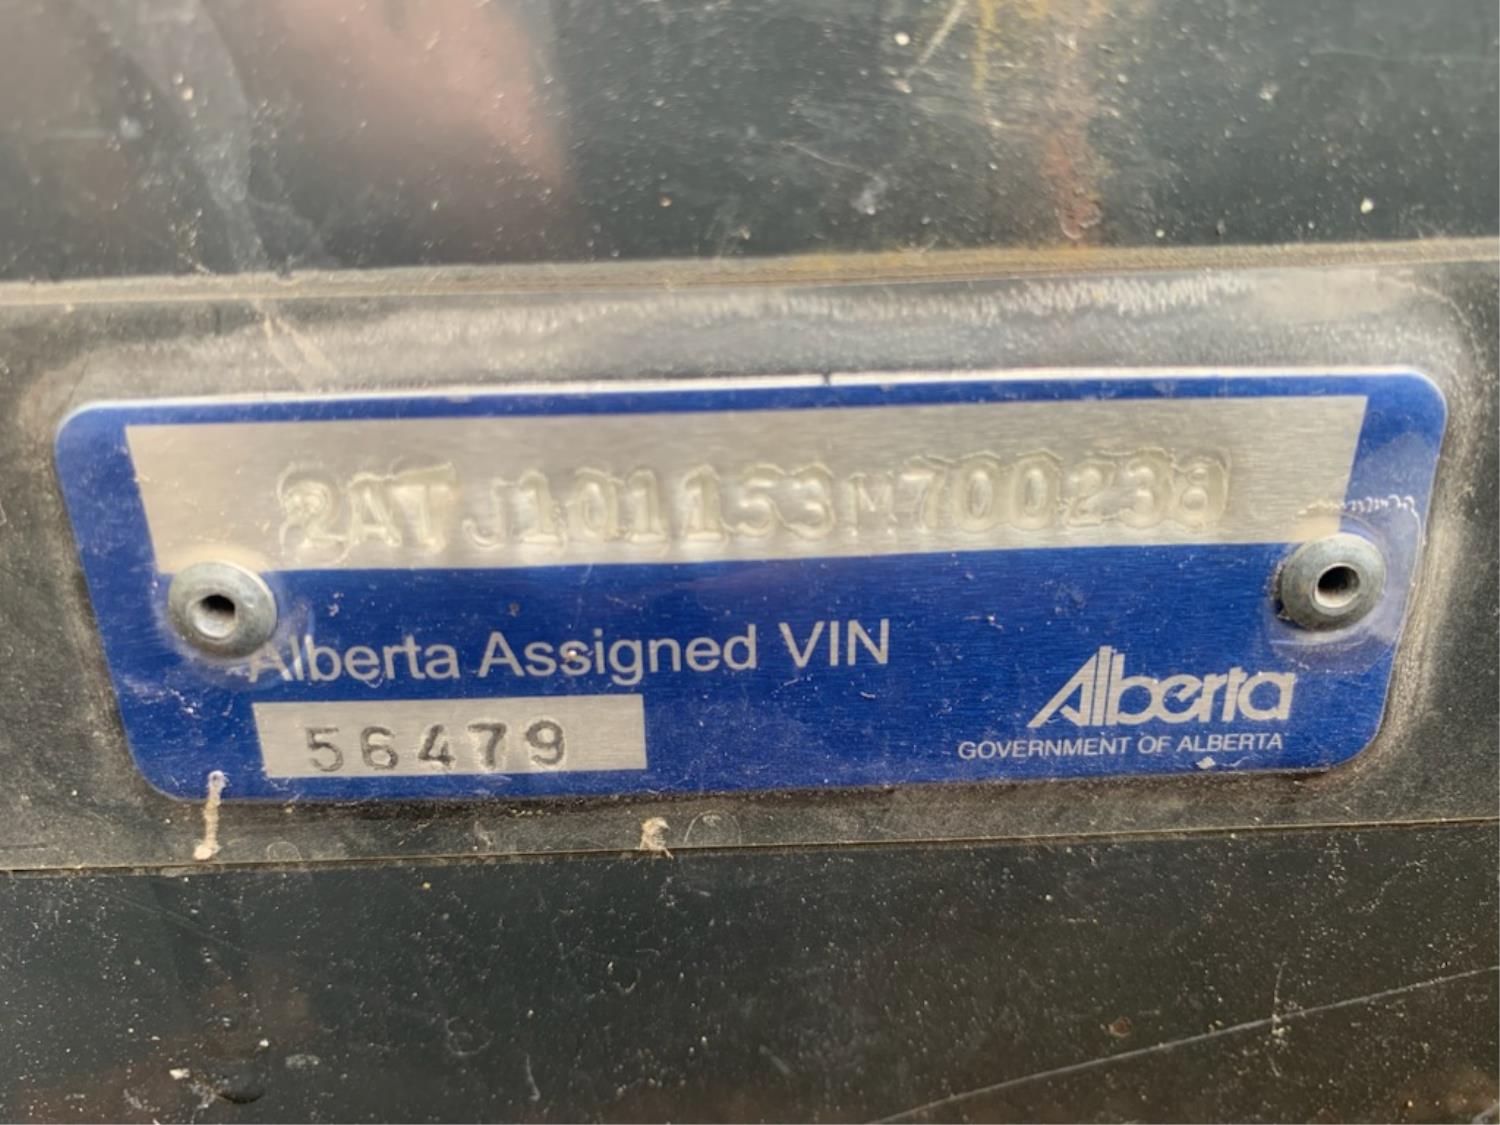 2ATJ101153M700238
Alberta Assigned VIN
56479
Alberta
GOVERNMENT OF ALBERTA